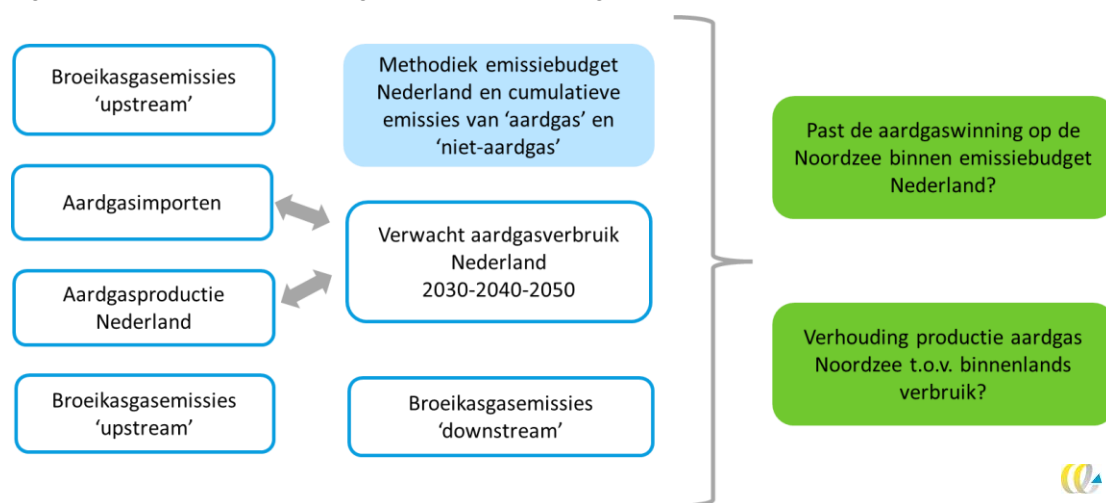 Broeikasgasemissies
‘upstream’
Aardgasimporten
Aardgasproductie
Nederland
Broeikasgasemissies
‘upstream’
Methodiek emissiebudget
Nederland en cumulatieve
emissies van ‘aardgas’ en
‘niet-aardgas’
Verwacht aardgasverbruik
Nederland
2030-2040-2050
Broeikasgasemissies
‘downstream’
Past de aardgaswinning op de
Noordzee binnen emissiebudget
Nederland?
Verhouding productie aardgas
Noordzee t.o.v. binnenlands
verbruik?